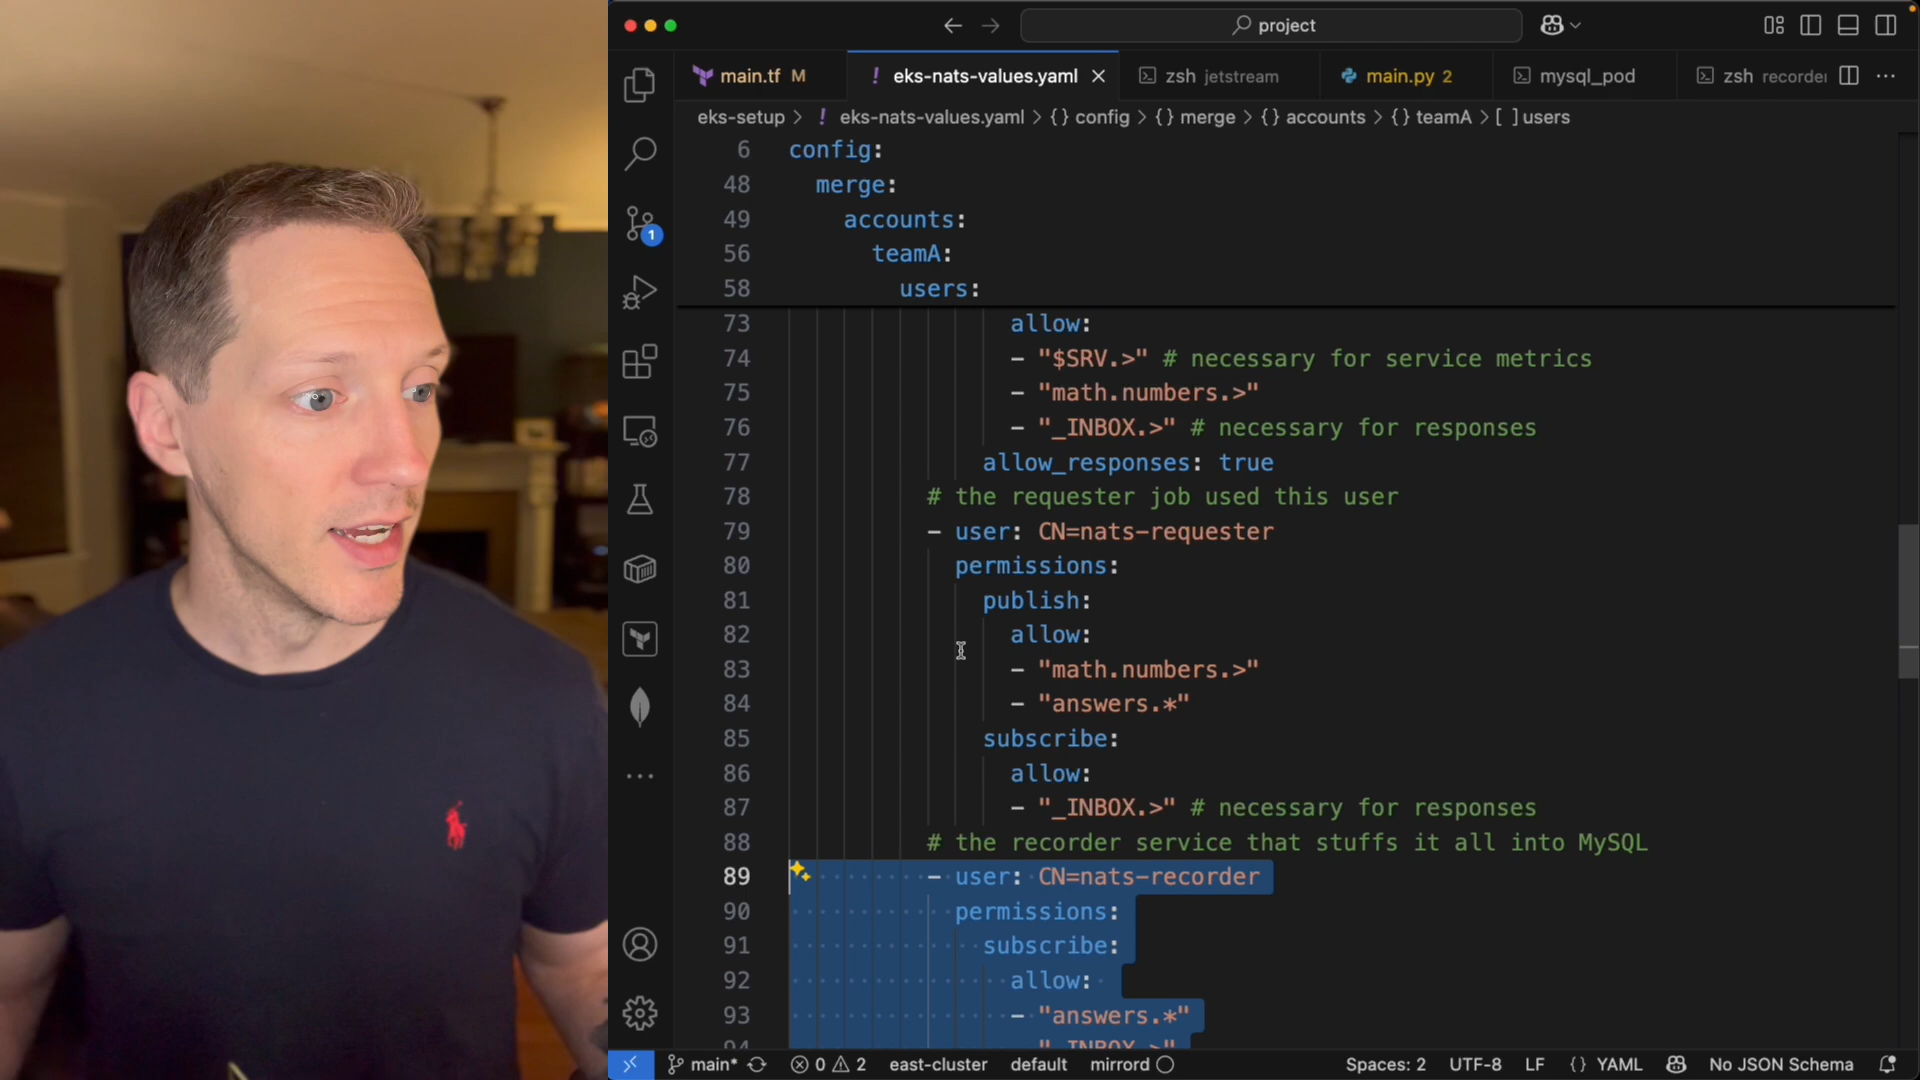 project
main.tf M
! eks-nats-values.yaml
zsh jetstream
main.py 2
mysql_pod
zsh
eks-setup > ! eks-nats-values.yaml > {} config > {} merge > {} accounts > {} teamA > [ ] users
6 config:
48 merge:
49 accounts:
56 teamA:
58 users:
73 allow:
74 - "$SRV.>" # necessary for service metrics
75 - "math.numbers.>"
76 - "_INBOX.>" # necessary for responses
77 allow_responses: true
78 # the requester job used this user
79 - user: CN=nats-requester
80 permissions:
81 publish:
82 allow:
83 - "math.numbers.>"
84 - "answers.*"
85 subscribe:
86 allow:
87 - "_INBOX.>" # necessary for responses
88 # the recorder service that stuffs it all into MySQL
89 - user: CN=nats-recorder
90 permissions:
91 subscribe:
92 allow:
93 - "answers.*"
94 - "_INBOX.>"
1
main* 0 2 east-cluster default mirrord Spaces: 2 UTF-8 LF {} YAML No JSON Schema